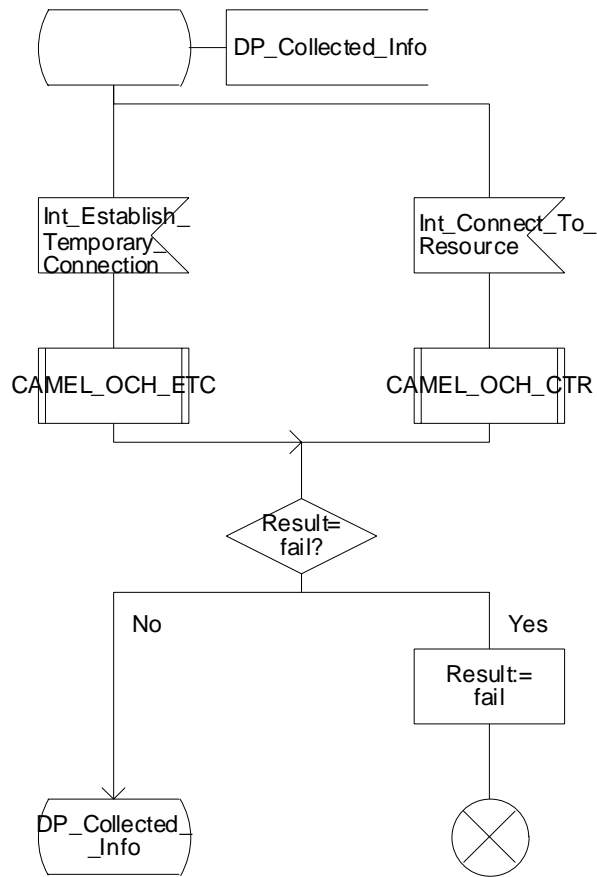 DP_Collected_Info
Int_Establish_
Temporary_
Connection
Int_Connect_To_
Resource
CAMEL_OCH_ETC
CAMEL_OCH_CTR
Result=
fail?
No
Yes
Result:=
fail
DP_Collected_
_Info